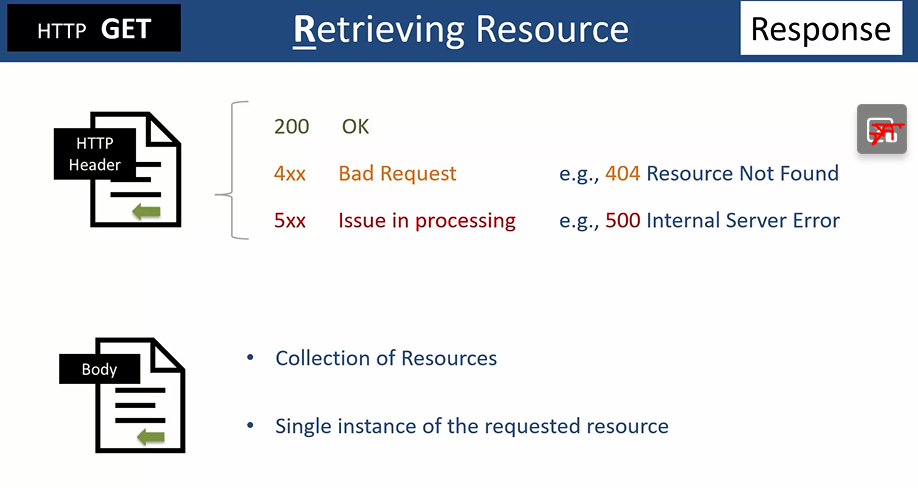 HTTP GET
Retrieving Resource
Response
HTTP
Header
200 OK
4xx Bad Request e.g., 404 Resource Not Found
5xx Issue in processing e.g., 500 Internal Server Error
Body
• Collection of Resources
• Single instance of the requested resource